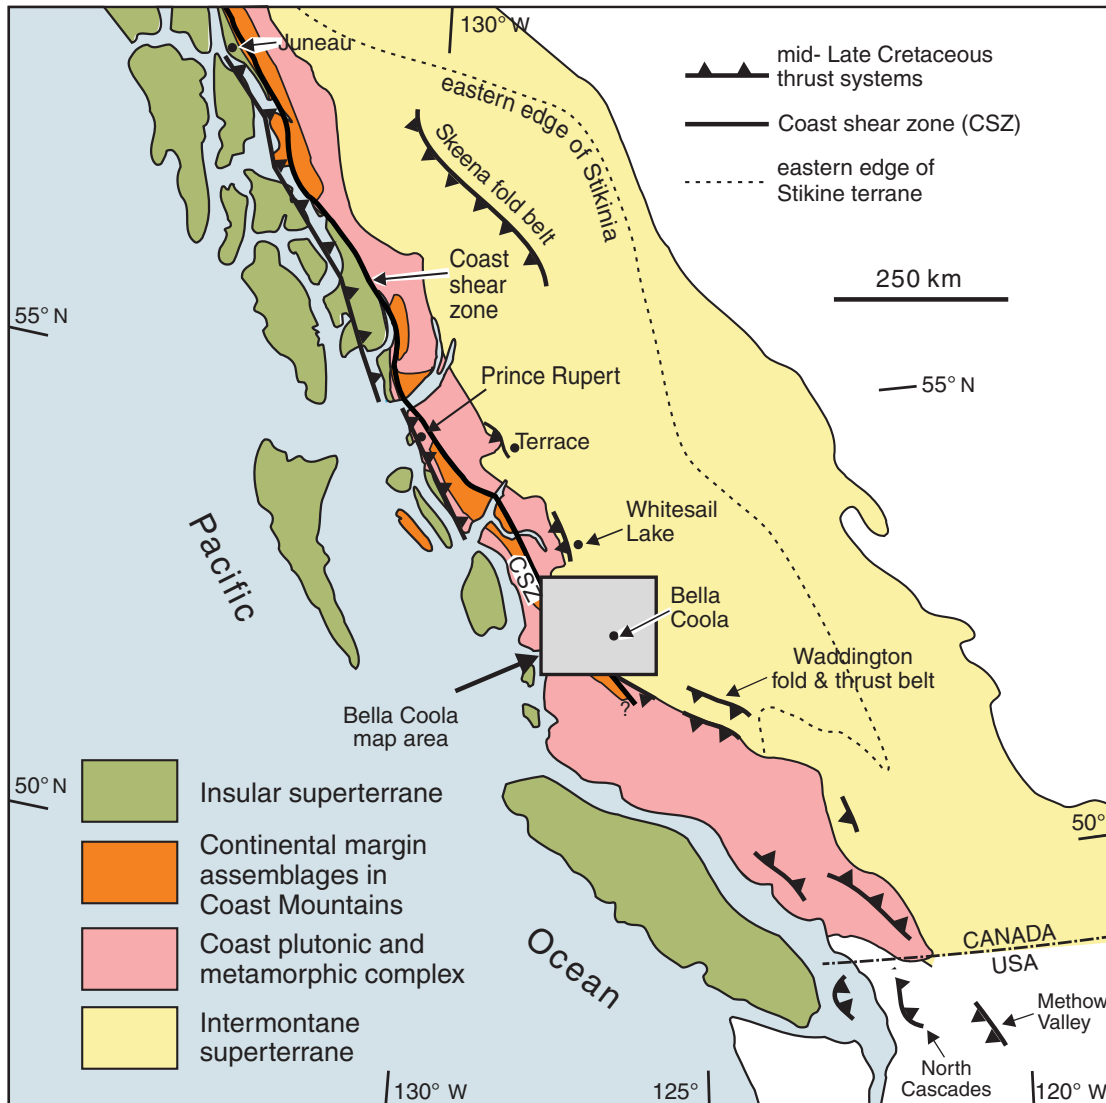 130° W
Juneau
mid- Late Cretaceous
thrust systems
Coast shear zone (CSZ)
eastern edge of
Stikine terrane
eastern edge of Stikinia
Skeena fold belt
Coast
shear
zone
250 km
55° N
55° N
Prince Rupert
Terrace
Whitesail
Lake
Pacific
CSZ
Bella
Coola
Waddington
fold & thrust belt
?
Bella Coola
map area
50° N
50°
Insular superterrane
Continental margin
assemblages in
Coast Mountains
Coast plutonic and
metamorphic complex
Intermontane
superterrane
Ocean
CANADA
USA
Methow
Valley
North
Cascades
130° W
125°
120° W